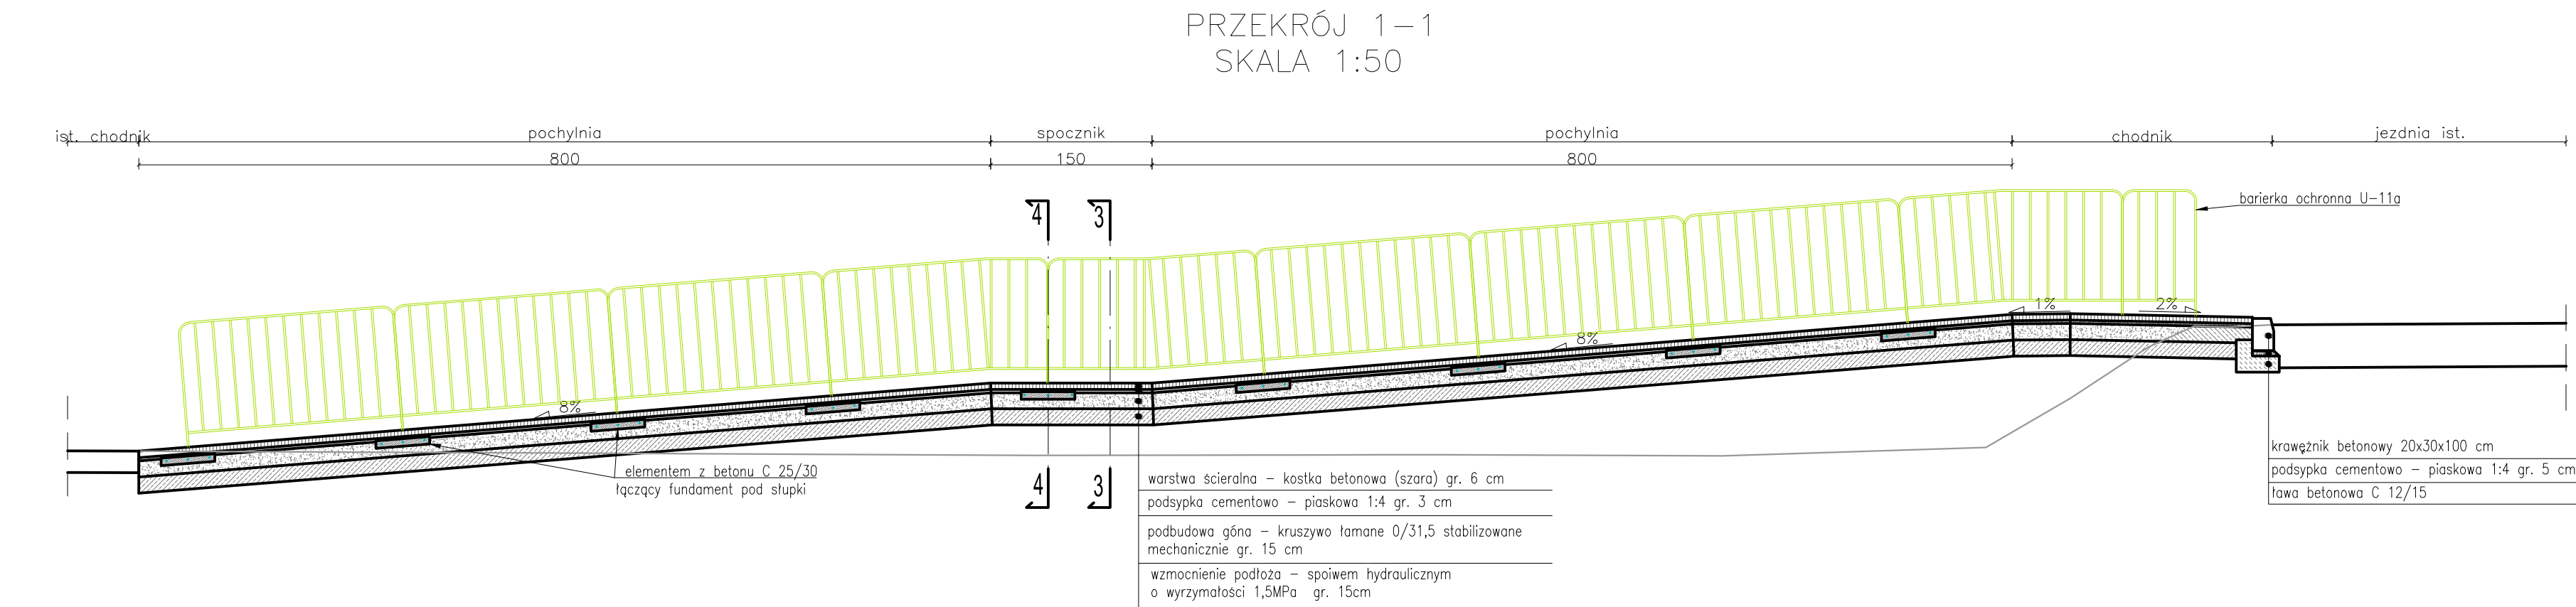 PRZEKRÓJ 1-1
SKALA 1:50
ist. chodnik
pochylnia
spocznik
pochylnia
chodnik
jezdnia ist.
800
150
800
barierka ochronna U-11a
4
3
1%
2%
8%
8%
elementem z betonu C 25/30
łączący fundament pod słupki
4
3
warstwa ścieralna - kostka betonowa (szara) gr. 6 cm
podsypka cementowo - piaskowa 1:4 gr. 3 cm
podbudowa góna - kruszywo łamane 0/31,5 stabilizowane
mechanicznie gr. 15 cm
wzmocnienie podłoża - spoiwem hydraulicznym
o wyrzymałości 1,5MPa gr. 15cm
krawężnik betonowy 20x30x100 cm
podsypka cementowo - piaskowa 1:4 gr. 5 cm
ława betonowa C 12/15